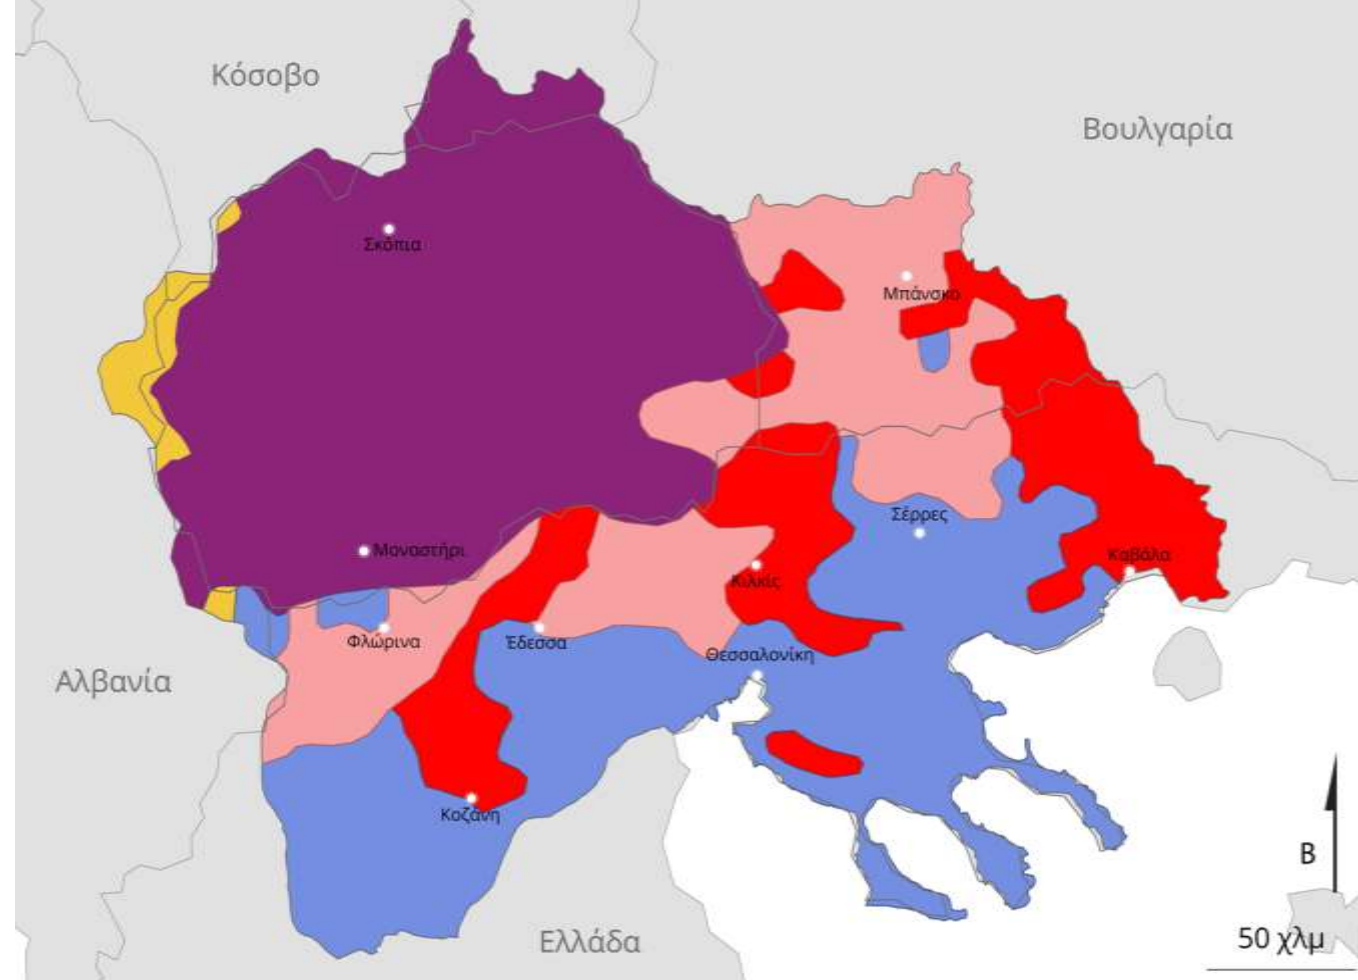 Κόσοβο
Βουλγαρία
Σκόπια
Μπάνσκο
Σέρρες
Μοναστήρι
Καβάλα
Κιλκίς
Φλώρινα
Έδεσσα
Θεσσαλονίκη
Αλβανία
Κοζάνη
Β
Ελλάδα
50 χλμ